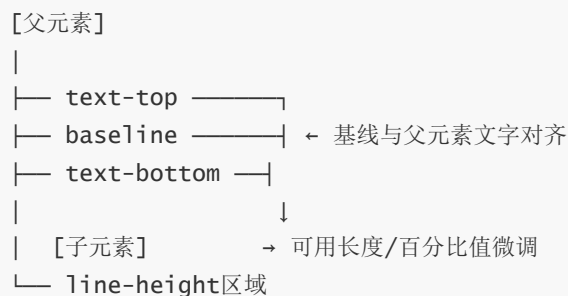 [父元素]
│
├── text-top ──────┐
├── baseline ──────┤ ← 基线与父元素文字对齐
├── text-bottom ──┤
│                  ↓
│  [子元素]        → 可用长度/百分比值微调
└── line-height区域